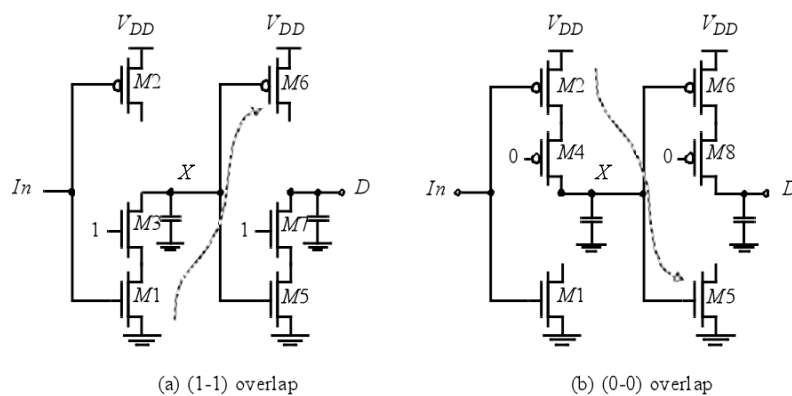 V_DD V_DD V_DD V_DD
M2 M6 M2 M6
0 M4 0 M8
X X
In D In D
1 M3 1 M7
M1 M5 M1 M5
(a) (1-1) overlap (b) (0-0) overlap